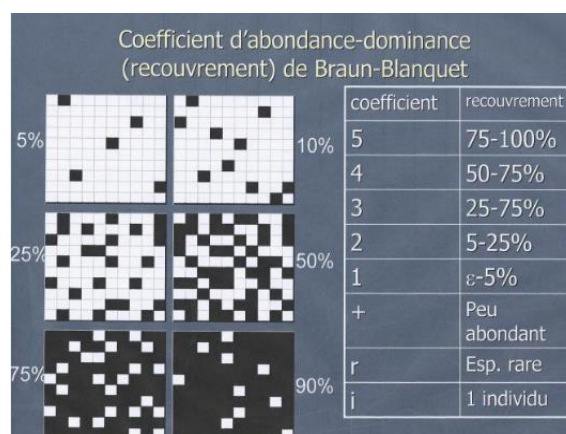 Coefficient d'abondance-dominance
(recouvrement) de Braun-Blanquet
5%
10%
25%
50%
75%
90%
coefficient recouvrement
5 75-100%
4 50-75%
3 25-75%
2 5-25%
1 ε-5%
+ Peu
abondant
r Esp. rare
i 1 individu